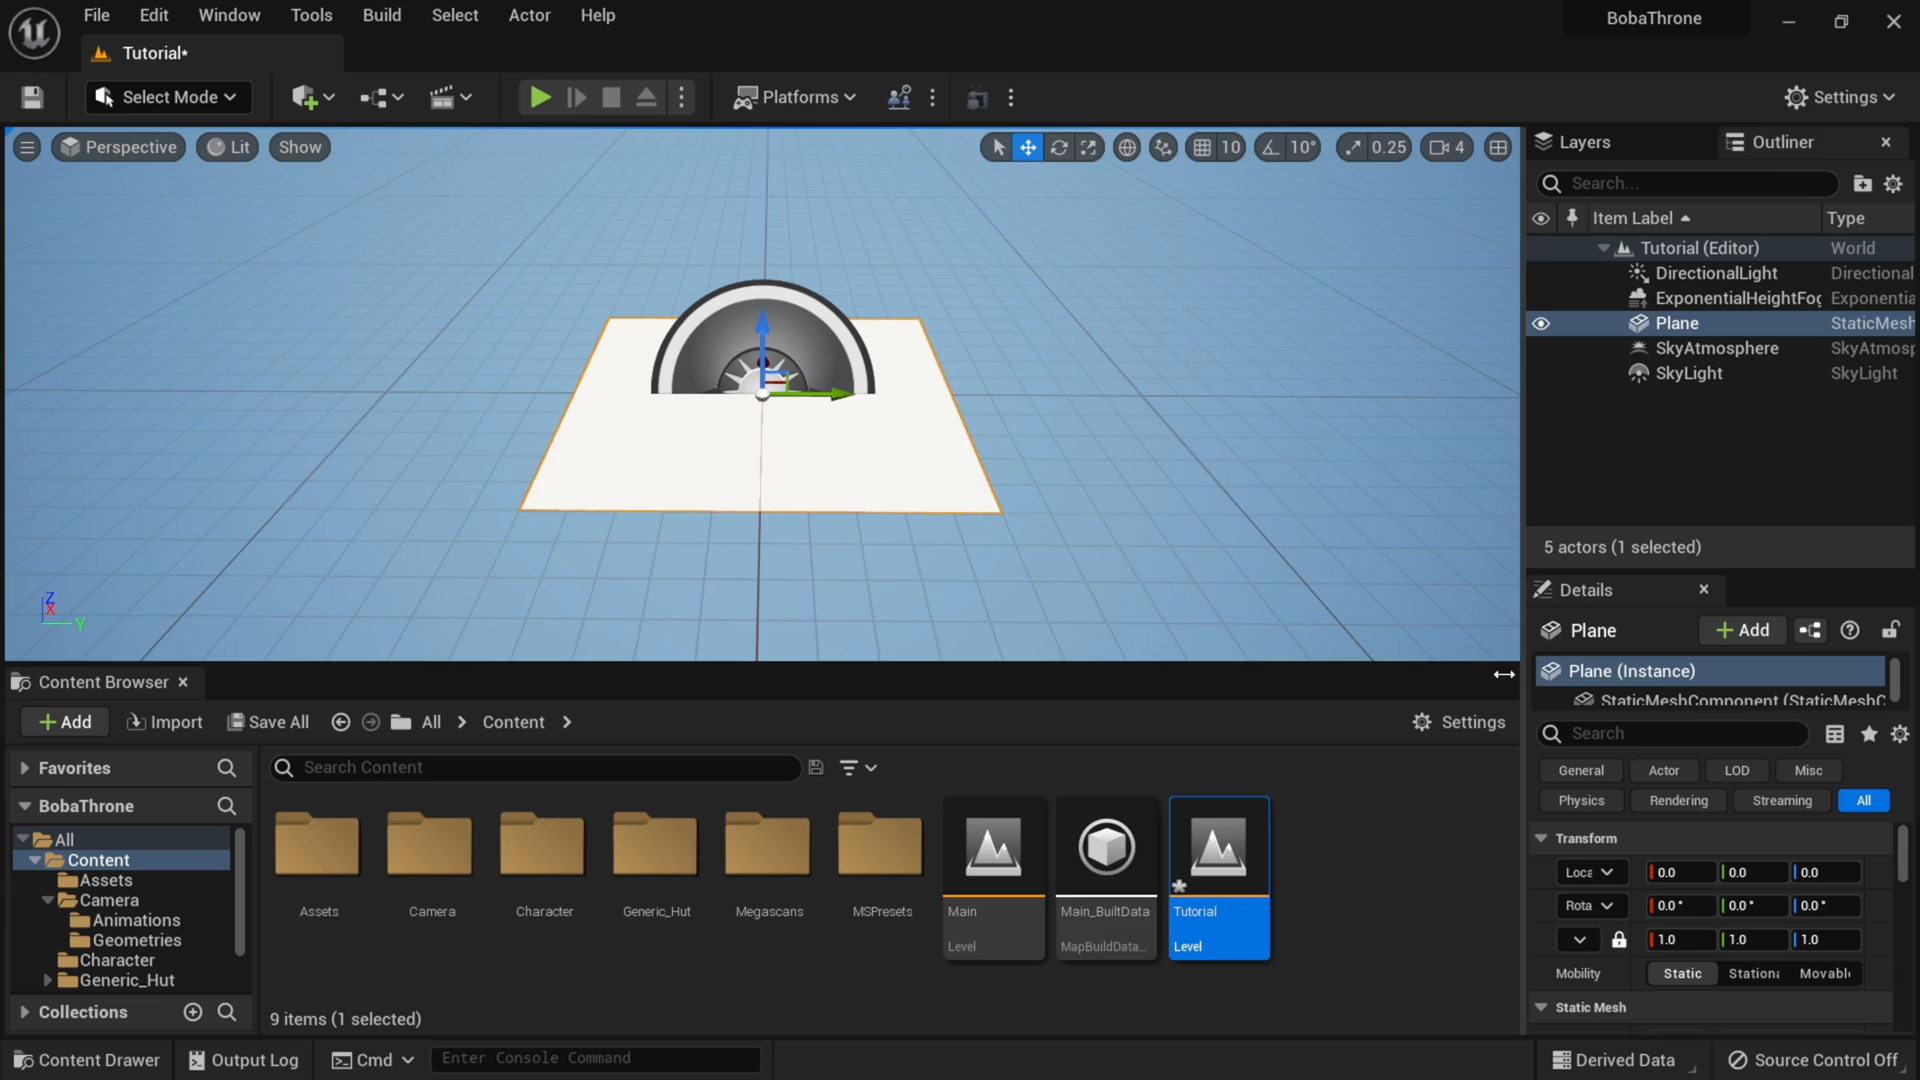 File Edit Window Tools Build Select Actor Help
BobaThrone
Tutorial*
Select Mode
Platforms
Settings
Perspective
Lit
Show
10
10°
0.25
4
Z
X
Y
Layers
Outliner
Search...
Item Label
Type
Tutorial (Editor)
World
DirectionalLight
Directional
ExponentialHeightFog
Exponentia
Plane
StaticMesh
SkyAtmosphere
SkyAtmosp
SkyLight
SkyLight
5 actors (1 selected)
Details
Plane
Add
Plane (Instance)
StaticMeshComponent (StaticMeshC
Search
General
Actor
LOD
Misc
Physics
Rendering
Streaming
All
Transform
Loca
0.0
0.0
0.0
Rota
0.0°
0.0°
0.0°
1.0
1.0
1.0
Mobility
Static
Stationa
Movabl
Static Mesh
Content Browser
Add
Import
Save All
All
Content
Settings
Favorites
BobaThrone
All
Content
Assets
Camera
Animations
Geometries
Character
Generic_Hut
Collections
Search Content
Assets
Camera
Character
Generic_Hut
Megascans
MSPresets
Main
Level
Main_BuiltData
MapBuildData...
Tutorial
Level
9 items (1 selected)
Content Drawer
Output Log
Cmd
Enter Console Command
Derived Data
Source Control Off